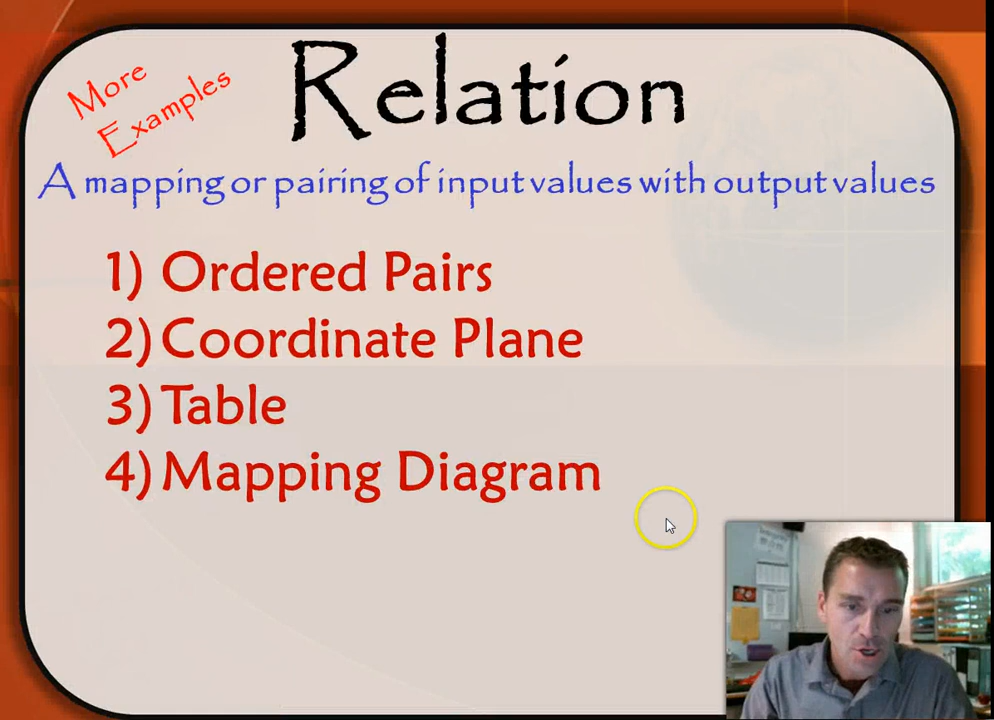 More
Examples
Relation
A mapping or pairing of input values with output values
1) Ordered Pairs
2) Coordinate Plane
3) Table
4) Mapping Diagram